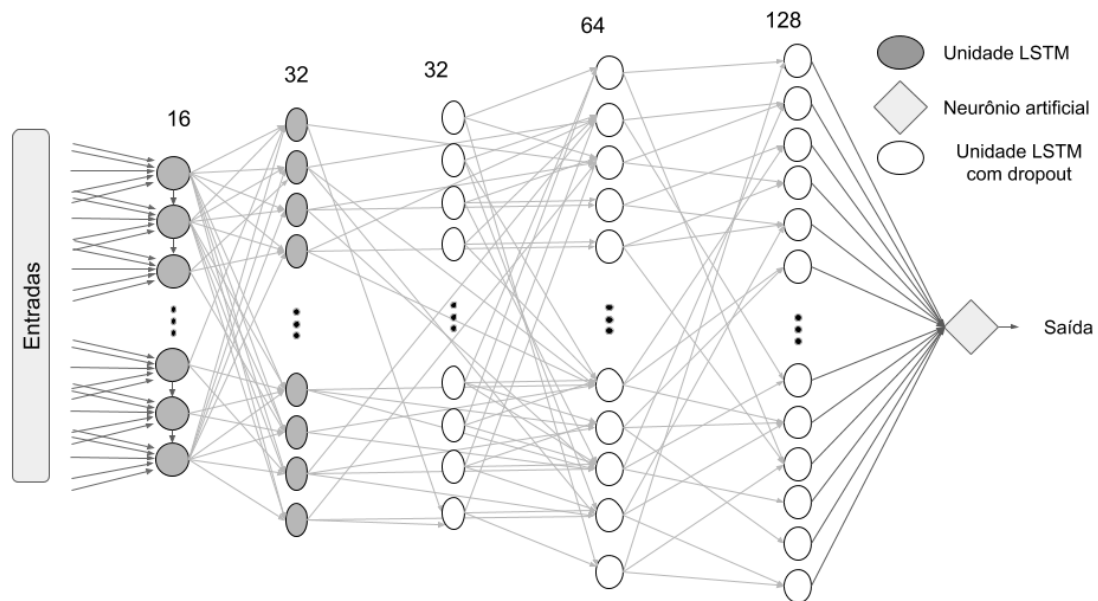 Entradas
16
32
32
64
128
Unidade LSTM
Neurônio artificial
Unidade LSTM
com dropout
Saída